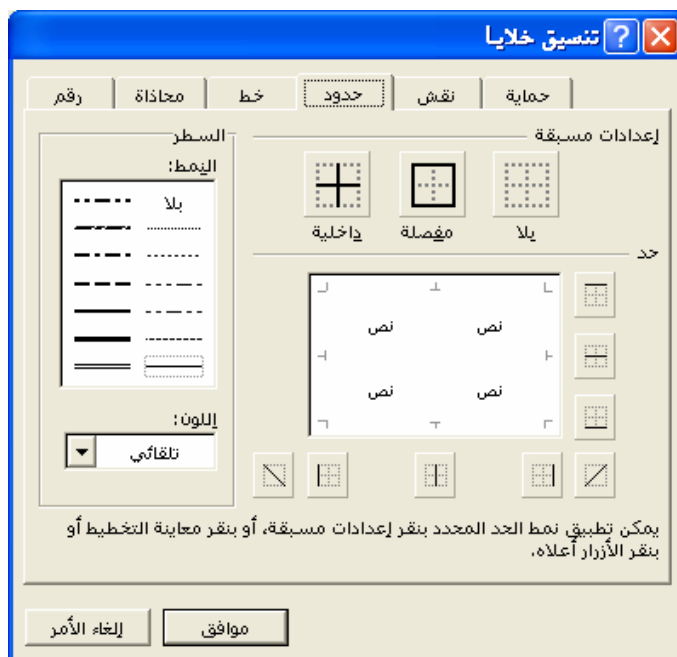 تنسيق خلايا
رقم
محاذاة
خط
حدود
نقش
حماية
إعدادات مسبقة
بلا
مفصلة
داخلية
السطر
النمط:
بلا
حد
نص
نص
نص
نص
اللون:
تلقائي
يمكن تطبيق نمط الحد المحدد بنقر إعدادات مسبقة، أو بنقر معاينة التخطيط أو
بنقر الأزرار أعلاه.
موافق
إلغاء الأمر